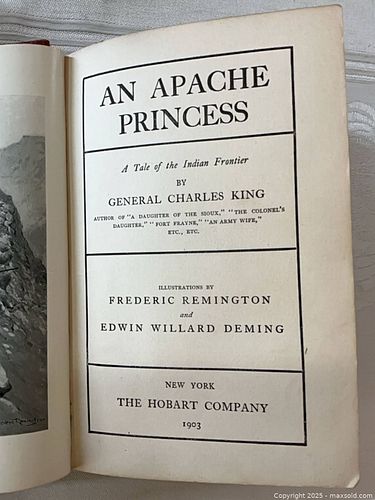 AN APACHE
PRINCESS
A Tale of the Indian Frontier
BY
GENERAL CHARLES KING
AUTHOR OF "A DAUGHTER OF THE SIOUX," "THE COLONEL'S
DAUGHTER," "FORT FRAYNE," "AN ARMY WIFE,"
ETC., ETC.
ILLUSTRATIONS BY
FREDERIC REMINGTON
and
EDWIN WILLARD DEMING
NEW YORK
THE HOBART COMPANY
1903
Copyright 2025 - maxsold.com